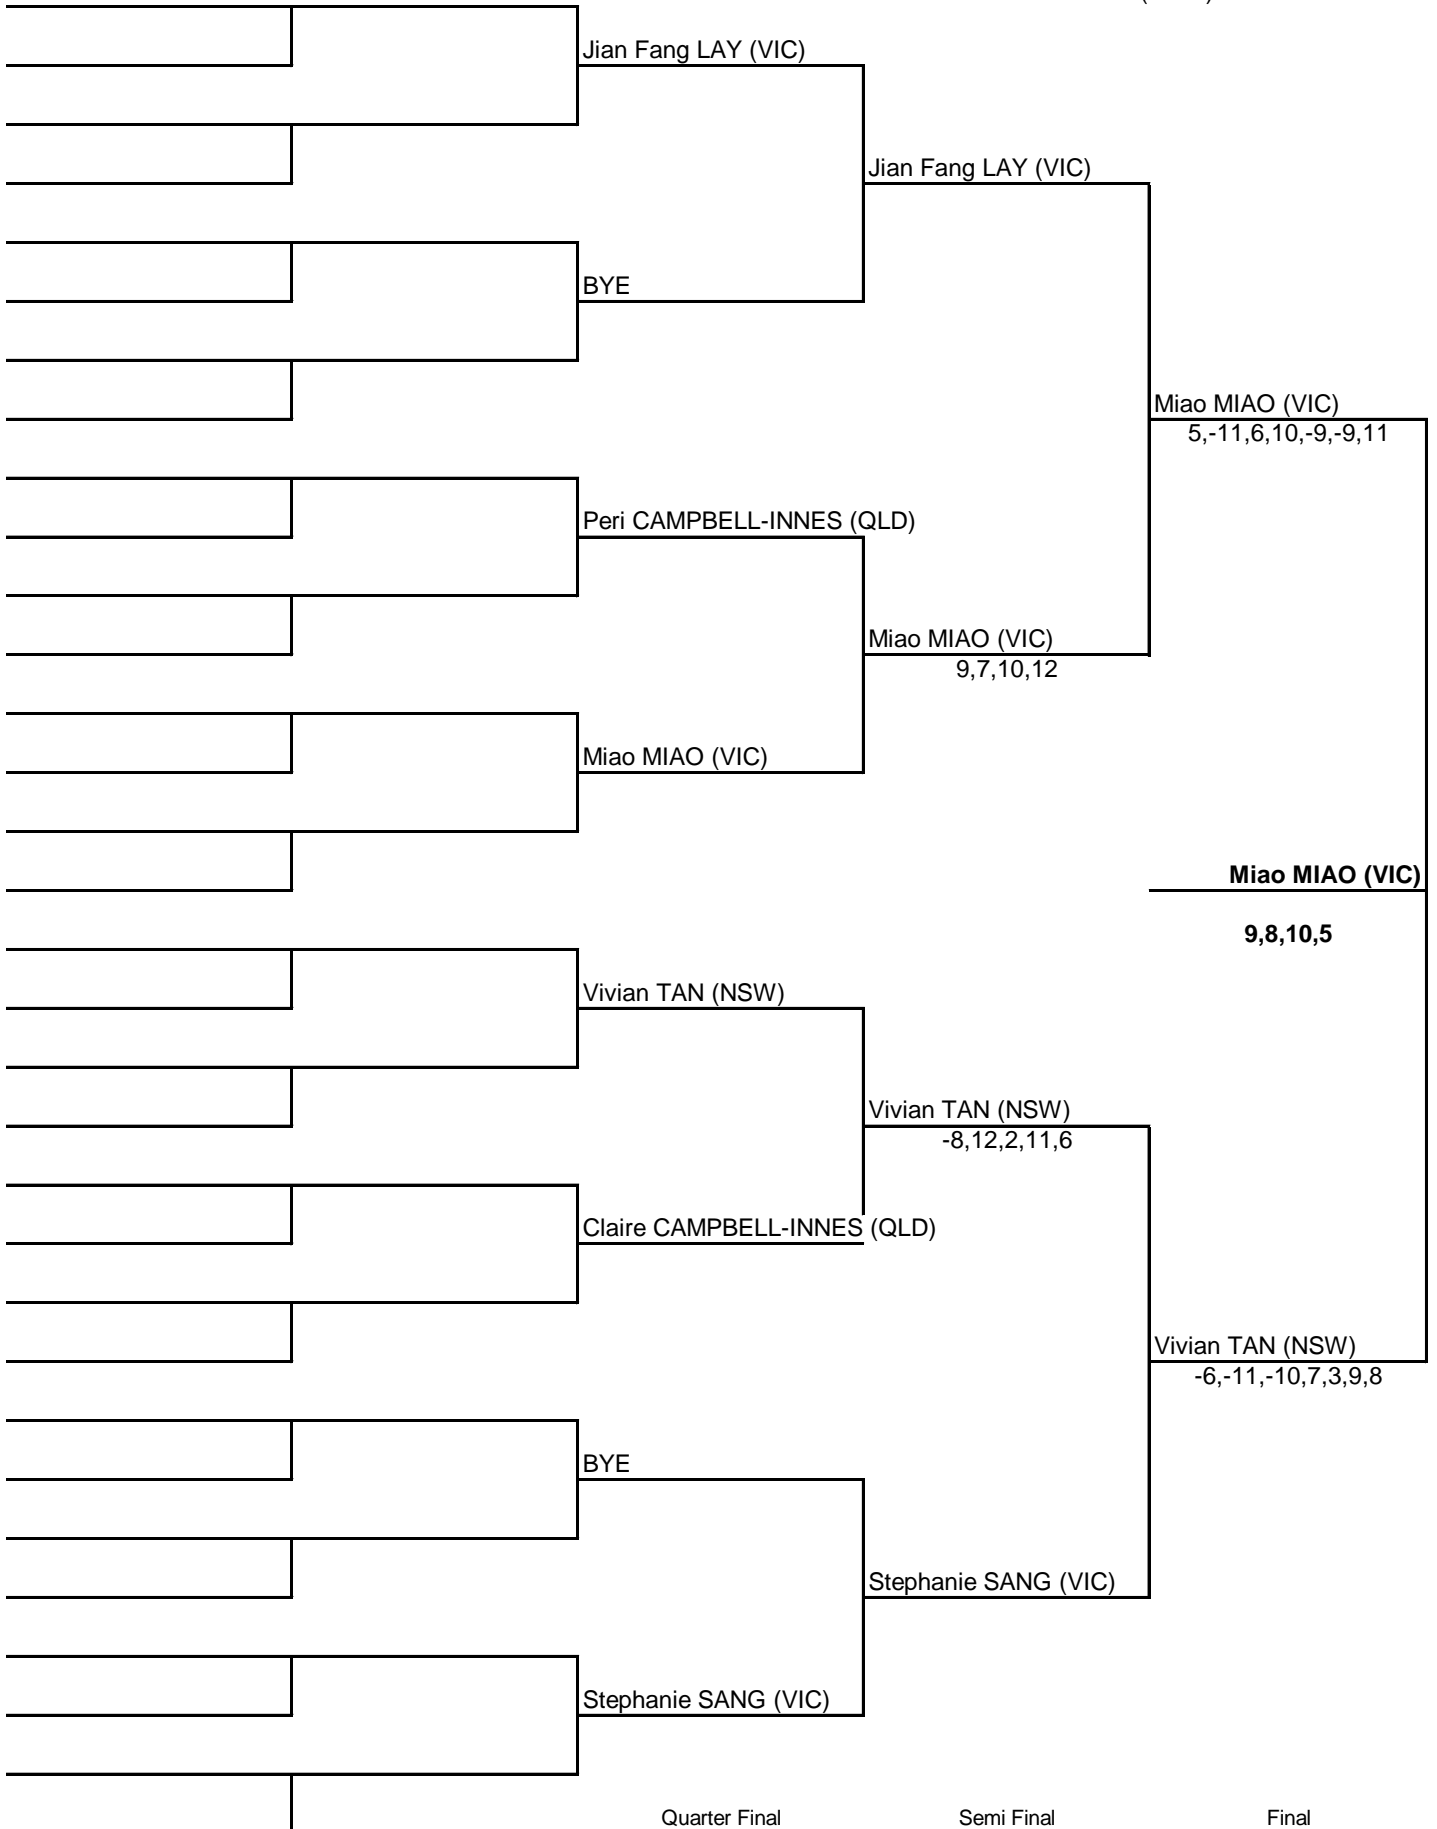 Jian Fang LAY (VIC)
Jian Fang LAY (VIC)
BYE
Miao MIAO (VIC)
5,-11,6,10,-9,-9,11
Peri CAMPBELL-INNES (QLD)
Miao MIAO (VIC)
9,7,10,12
Miao MIAO (VIC)
Miao MIAO (VIC)
9,8,10,5
Vivian TAN (NSW)
Vivian TAN (NSW)
-8,12,2,11,6
Claire CAMPBELL-INNES (QLD)
Vivian TAN (NSW)
-6,-11,-10,7,3,9,8
BYE
Stephanie SANG (VIC)
Stephanie SANG (VIC)
Quarter Final Semi Final Final